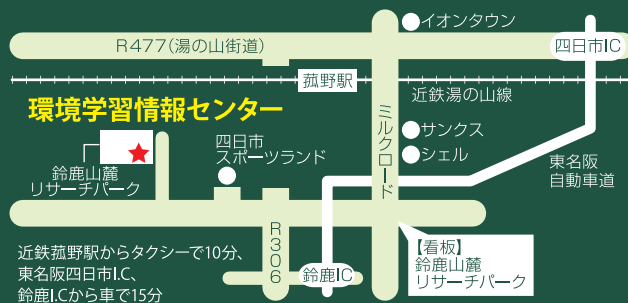 イオンタウン
R477(湯の山街道)
四日市IC
菰野駅
近鉄湯の山線
環境学習情報センター
ミルクロード
サンクス
シェル
四日市
スポーツランド
鈴鹿山麓
リサーチパーク
東名阪
自動車道
R306
鈴鹿IC
【看板】
鈴鹿山麓
リサーチパーク
近鉄菰野駅からタクシーで10分、
東名阪四日市I.C、
鈴鹿I.Cから車で15分